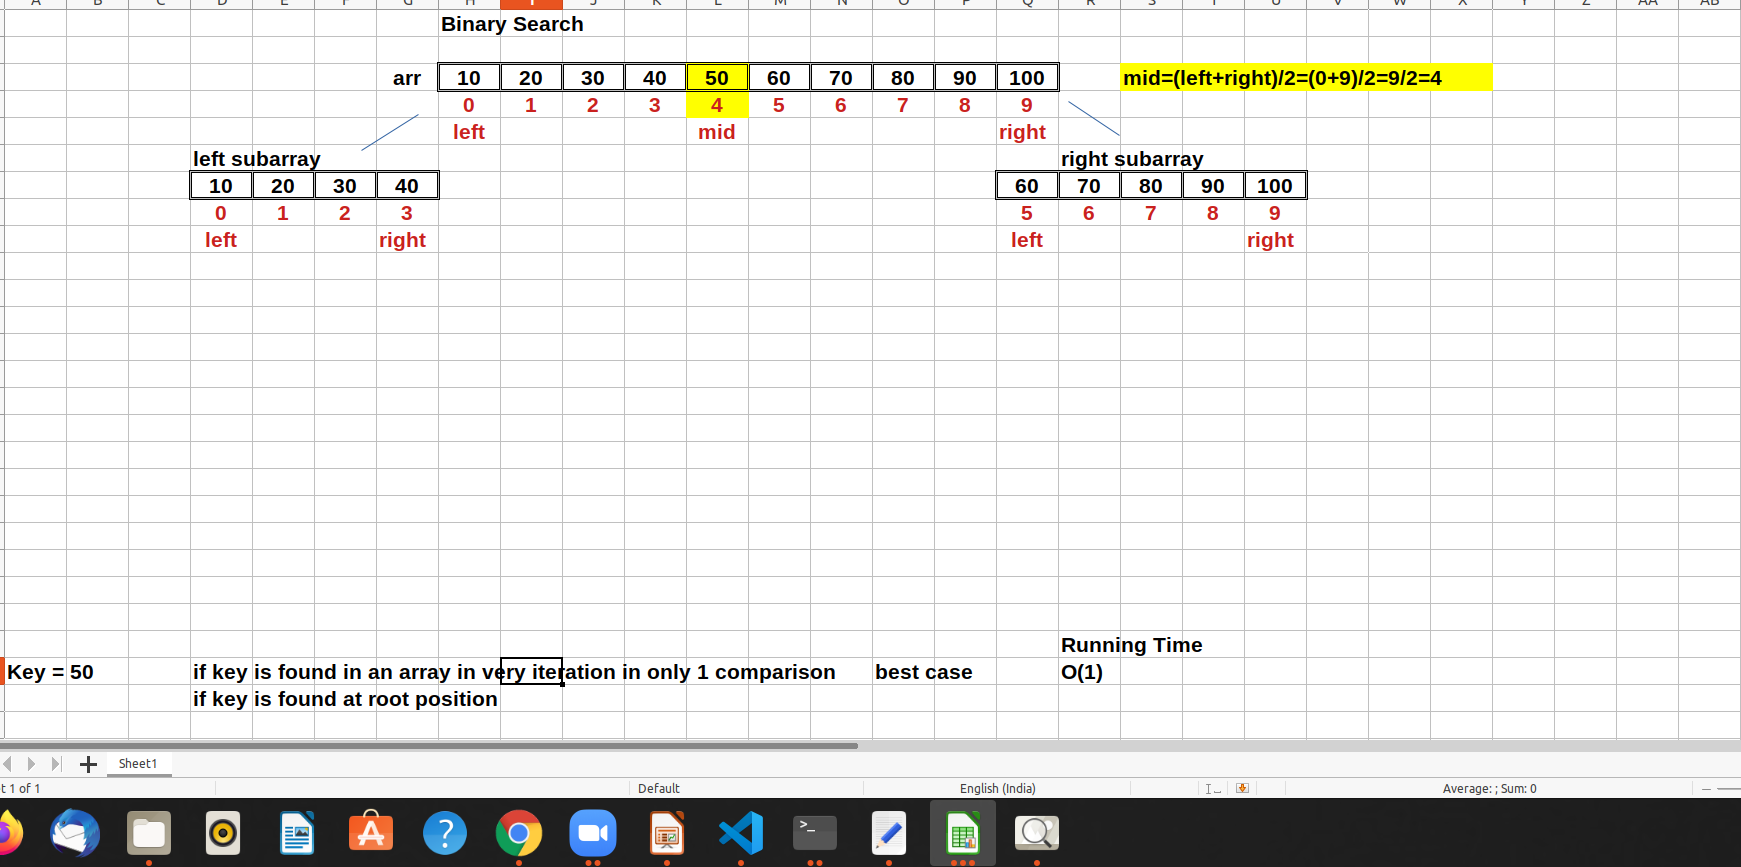 A B C D E F G H I J K L M N O P Q R S T U V W X Y Z AA AB
Binary Search
arr 10 20 30 40 50 60 70 80 90 100 mid=(left+right)/2=(0+9)/2=9/2=4
0 1 2 3 4 5 6 7 8 9
left mid right
left subarray right subarray
10 20 30 40 60 70 80 90 100
0 1 2 3 5 6 7 8 9
left right left right
Running Time
Key = 50 if key is found in an array in very iteration in only 1 comparison best case O(1)
if key is found at root position
Sheet1
t 1 of 1 Default English (India) Average: ; Sum: 0